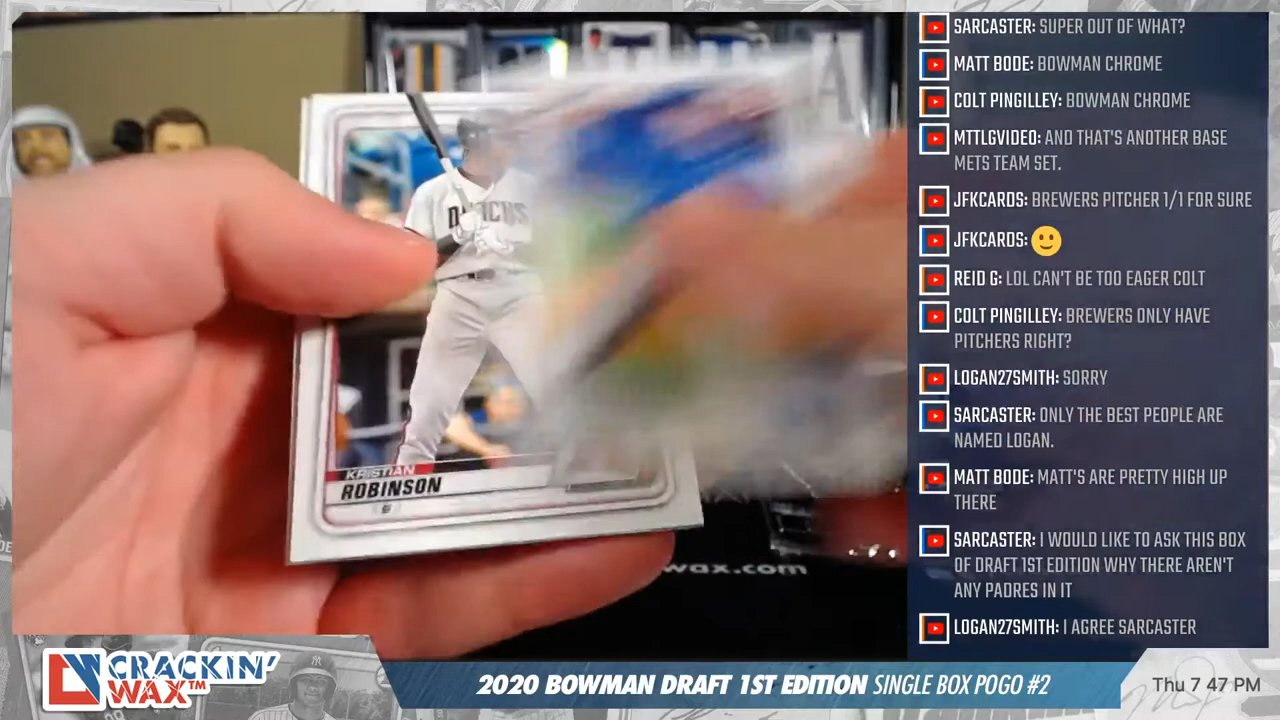 SARCASTER: SUPER OUT OF WHAT?
MATT BODE: BOWMAN CHROME
COLT PINGILLEY: BOWMAN CHROME
MTTLGVIDEO: AND THAT'S ANOTHER BASE
METS TEAM SET.
JFKCARDS: BREWERS PITCHER 1/1 FOR SURE
JFKCARDS:
REID G: LOL CAN'T BE TOO EAGER COLT
COLT PINGILLEY: BREWERS ONLY HAVE
PITCHERS RIGHT?
LOGAN27SMITH: SORRY
SARCASTER: ONLY THE BEST PEOPLE ARE
NAMED LOGAN.
MATT BODE: MATT'S ARE PRETTY HIGH UP
THERE
SARCASTER: I WOULD LIKE TO ASK THIS BOX
OF DRAFT 1ST EDITION WHY THERE AREN'T
ANY PADRES IN IT
LOGAN27SMITH: I AGREE SARCASTER
KRISTIAN
ROBINSON
wax.com
CRACKIN'
WAX™
2020 BOWMAN DRAFT 1ST EDITION SINGLE BOX POGO #2
Thu 7 47 PM